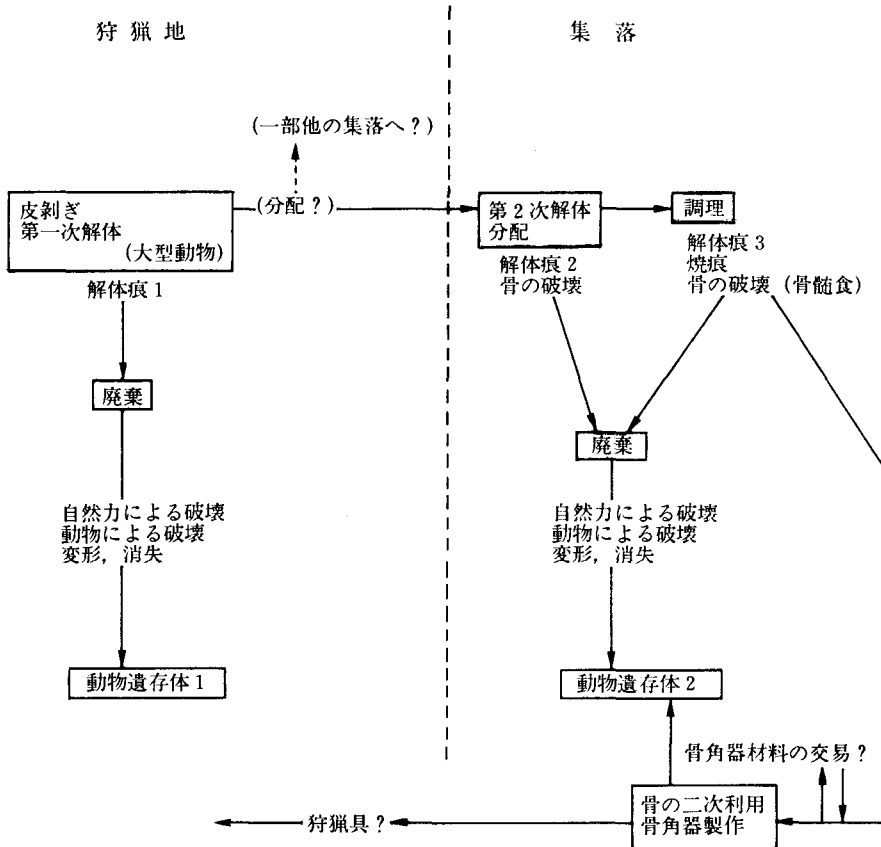 狩猟地
集落
(一部他の集落へ？)
皮剝ぎ
第一次解体
(大型動物)
(分配？)
第2次解体
分配
調理
解体痕1
解体痕2
骨の破壊
解体痕3
焼痕
骨の破壊 (骨髄食)
廃棄
廃棄
自然力による破壊
動物による破壊
変形，消失
自然力による破壊
動物による破壊
変形，消失
動物遺存体1
動物遺存体2
骨角器材料の交易？
骨の二次利用
骨角器製作
狩猟具？